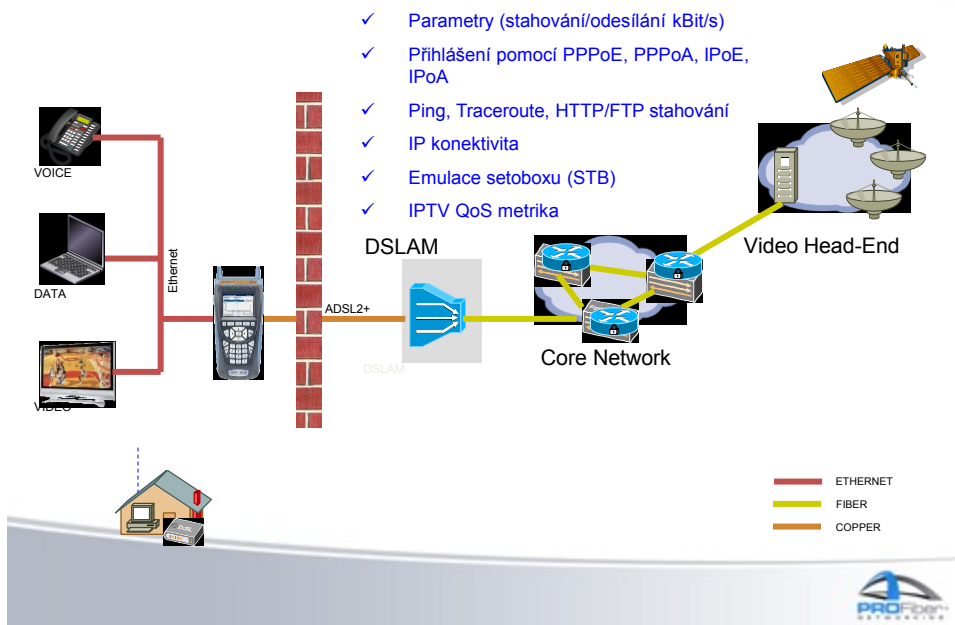 ✓ Parametry (stahování/odesílání kBit/s)
✓ Přihlášení pomocí PPPoE, PPPoA, IPoE,
IPoA
✓ Ping, Traceroute, HTTP/FTP stahování
✓ IP konektivita
✓ Emulace setoboxu (STB)
✓ IPTV QoS metrika
VOICE
DATA
VIDEO
Ethernet
ADSL2+
DSLAM
DSLAM
Core Network
Video Head-End
DSL
ETHERNET
FIBER
COPPER
PROFiber
NETWORKING